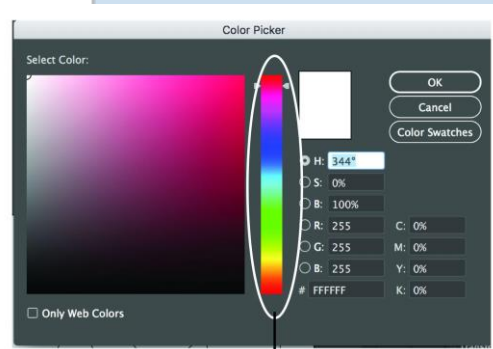 Color Picker
Select Color:
OK
Cancel
Color Swatches
H: 344°
S: 0%
B: 100%
R: 255 C: 0%
G: 255 M: 0%
B: 255 Y: 0%
# FFFFFF K: 0%
Only Web Colors